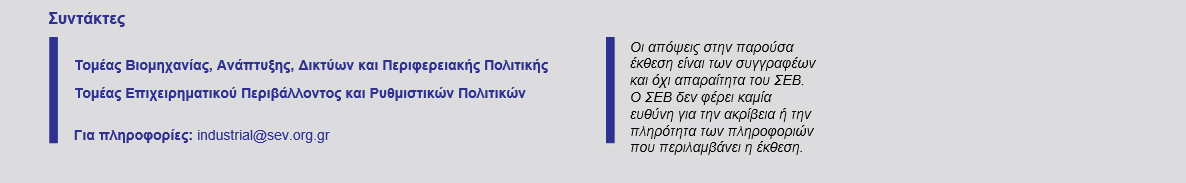 Συντάκτες
Τομέας Βιομηχανίας, Ανάπτυξης, Δικτύων και Περιφερειακής Πολιτικής
Τομέας Επιχειρηματικού Περιβάλλοντος και Ρυθμιστικών Πολιτικών
Για πληροφορίες: industrial@sev.org.gr
Οι απόψεις στην παρούσα
έκθεση είναι των συγγραφέων
και όχι απαραίτητα του ΣΕΒ.
Ο ΣΕΒ δεν φέρει καμία
ευθύνη για την ακρίβεια ή την
πληρότητα των πληροφοριών
που περιλαμβάνει η έκθεση.